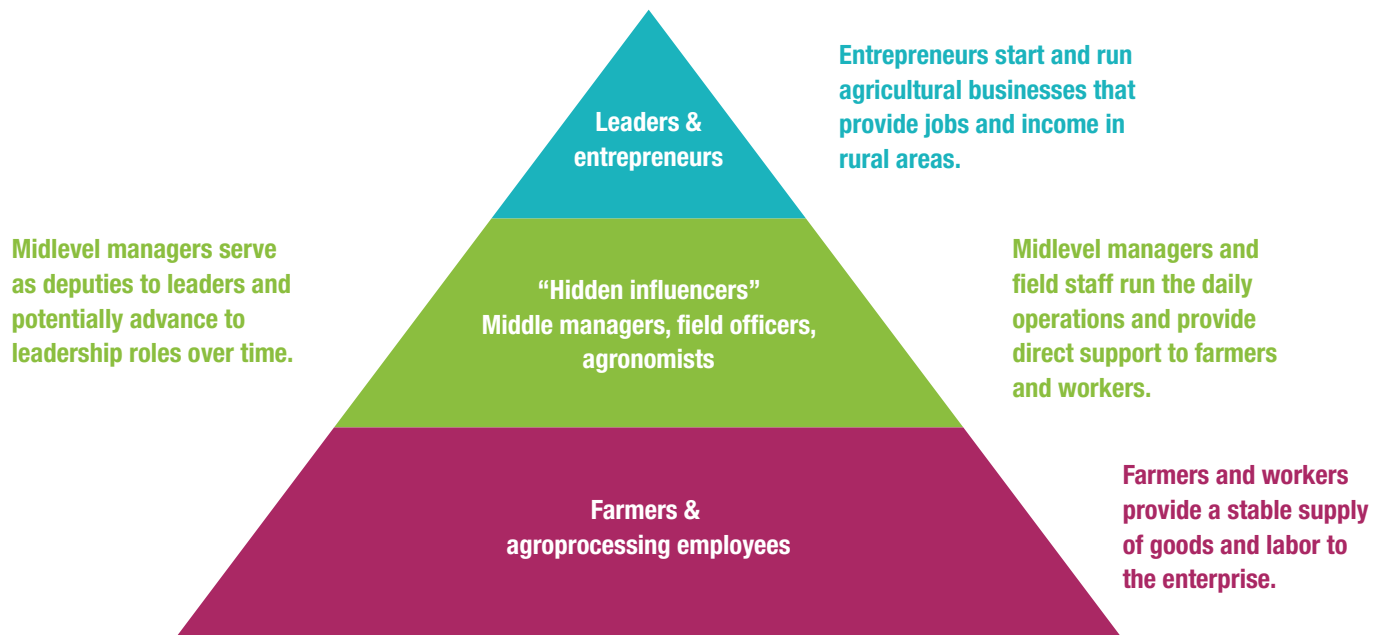 Leaders &
entrepreneurs
Entrepreneurs start and run
agricultural businesses that
provide jobs and income in
rural areas.
Midlevel managers serve
as deputies to leaders and
potentially advance to
leadership roles over time.
“Hidden influencers”
Middle managers, field officers,
agronomists
Midlevel managers and
field staff run the daily
operations and provide
direct support to farmers
and workers.
Farmers &
agroprocessing employees
Farmers and workers
provide a stable supply
of goods and labor to
the enterprise.